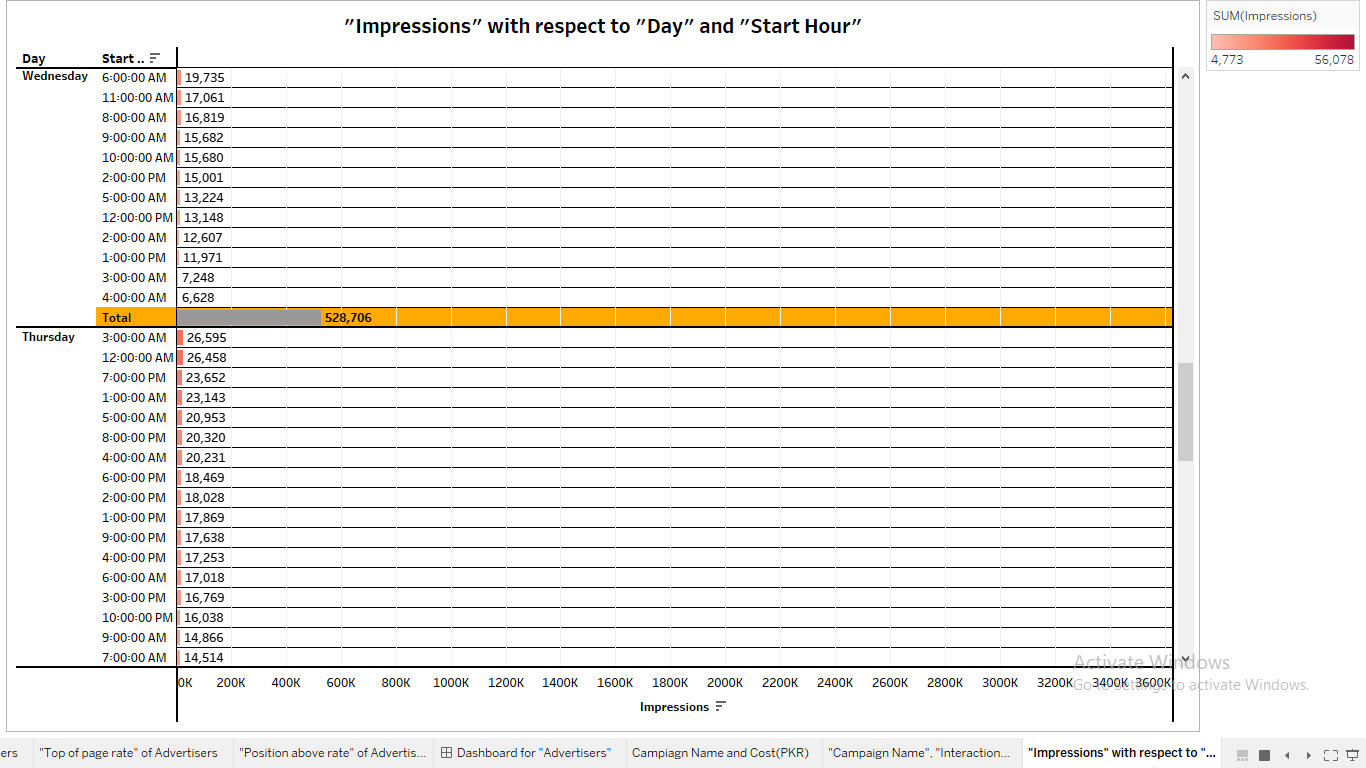 "Impressions" with respect to "Day" and "Start Hour"
SUM(Impressions)
4,773 56,078
Day Start ..
Wednesday 6:00:00 AM 19,735
11:00:00 AM 17,061
8:00:00 AM 16,819
9:00:00 AM 15,682
10:00:00 AM 15,680
2:00:00 PM 15,001
5:00:00 AM 13,224
12:00:00 PM 13,148
2:00:00 AM 12,607
1:00:00 PM 11,971
3:00:00 AM 7,248
4:00:00 AM 6,628
Total 528,706
Thursday 3:00:00 AM 26,595
12:00:00 AM 26,458
7:00:00 PM 23,652
1:00:00 AM 23,143
5:00:00 AM 20,953
8:00:00 PM 20,320
4:00:00 AM 20,231
6:00:00 PM 18,469
2:00:00 PM 18,028
1:00:00 PM 17,869
9:00:00 PM 17,638
4:00:00 PM 17,253
6:00:00 AM 17,018
3:00:00 PM 16,769
10:00:00 PM 16,038
9:00:00 AM 14,866
7:00:00 AM 14,514
0K 200K 400K 600K 800K 1000K 1200K 1400K 1600K 1800K 2000K 2200K 2400K 2600K 2800K 3000K 3200K 3400K 3600K
Impressions
Activate Windows
Go to Settings to activate Windows.
ers "Top of page rate" of Advertisers "Position above rate" of Advertis... Dashboard for "Advertisers" Campiagn Name and Cost(PKR) "Campaign Name", "Interaction... "Impressions" with respect to "...